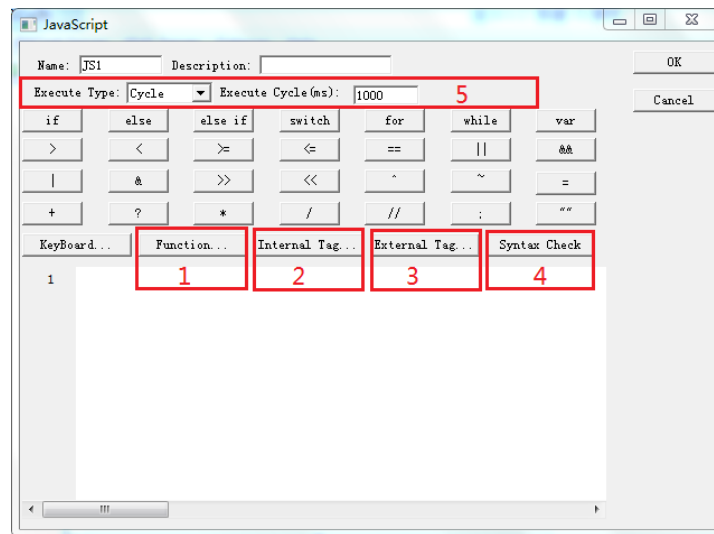 JavaScript
Name: JS1 Description:
OK
Execute Type: Cycle Execute Cycle(ms): 1000 5
Cancel
if else else if switch for while var
> < >= <= == || &&
| & >> << ^ ~ =
+ ? * / // ; ""
KeyBoard... Function... Internal Tag... External Tag... Syntax Check
1 2 3 4
1